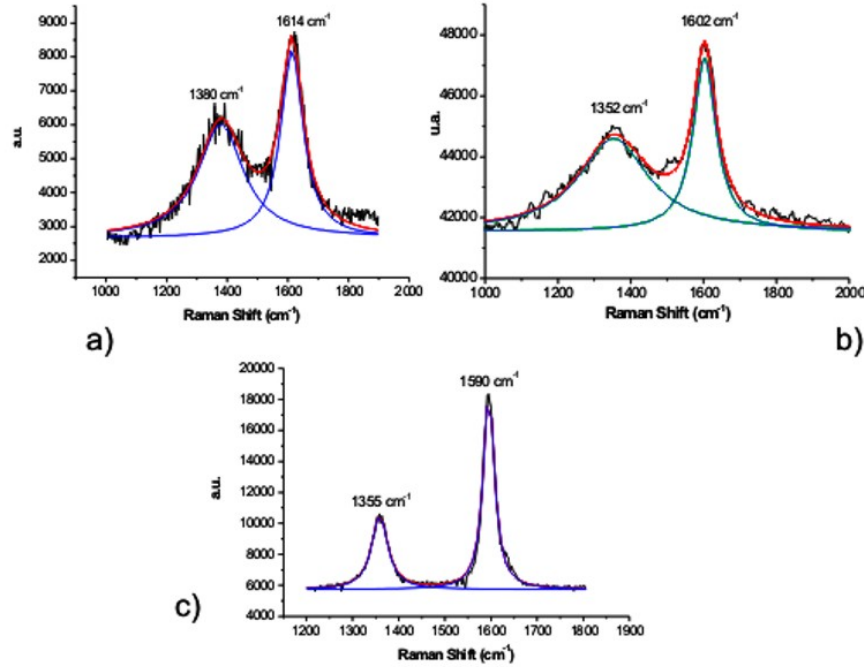 1614 cm⁻¹
1380 cm⁻¹
9000
8000
7000
6000
5000
4000
3000
2000
a.u.
1000 1200 1400 1600 1800 2000
Raman Shift (cm⁻¹)
a)
1602 cm⁻¹
1352 cm⁻¹
48000
46000
44000
42000
40000
u.a.
1000 1200 1400 1600 1800 2000
Raman Shift (cm⁻¹)
b)
1590 cm⁻¹
1355 cm⁻¹
20000
18000
16000
14000
12000
10000
8000
6000
4000
a.u.
1200 1300 1400 1500 1600 1700 1800 1900
Raman Shift (cm⁻¹)
c)